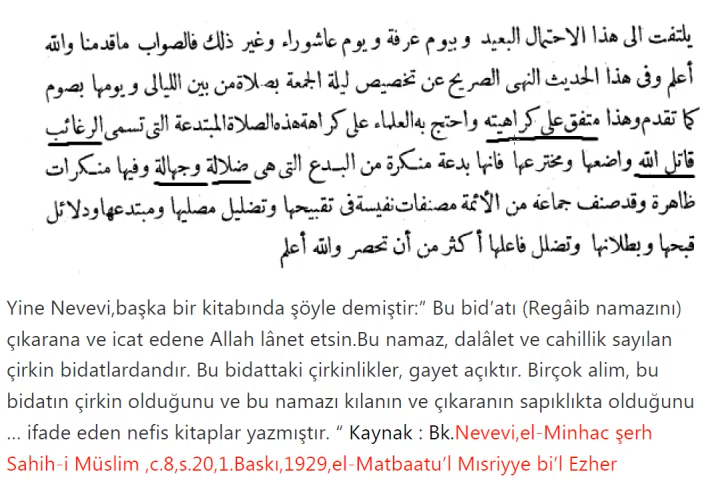 يلتفت الى هذا الاحتمال البعيد ويوم عرفة ويوم عاشوراء وغير ذلك فالصواب ماقدمنا والله
أعلم وفى هذا الحديث النهى الصريح عن تخصيص ليلة الجمعة بصلاة من بين الليالى ويومها بصوم
كما تقدم وهذا متفق على كراهيته واحتج به العلماء على كراهة هذه الصلاة المبتدعة التى تسمى الرغائب
قاتل الله واضعها ومخترعها فانها بدعة منكرة من البدع التى هى ضلالة وجهالة وفيها منكرات
ظاهرة وقد صنف جماعة من الأئمة مصنفات نفيسة فى تقبيحها وتضليل مصليها ومبتدعها ودلائل
قبحها وبطلانها وتضلل فاعلها أكثر من أن تحصر والله أعلم
Yine Nevevi,başka bir kitabında şöyle demiştir:” Bu bid’atı (Regâib namazını)
çıkarana ve icat edene Allah lânet etsin.Bu namaz, dalâlet ve cahillik sayılan
çirkin bidatlardandır. Bu bidattaki çirkinlikler, gayet açıktır. Birçok alim, bu
bidatın çirkin olduğunu ve bu namazı kılanın ve çıkaranın sapıklıkta olduğunu
… ifade eden nefis kitaplar yazmıştır. “ Kaynak : Bk.Nevevi,el-Minhac şerh
Sahih-i Müslim ,c.8,s.20,1.Baskı,1929,el-Matbaatu’l Mısriyye bi’l Ezher